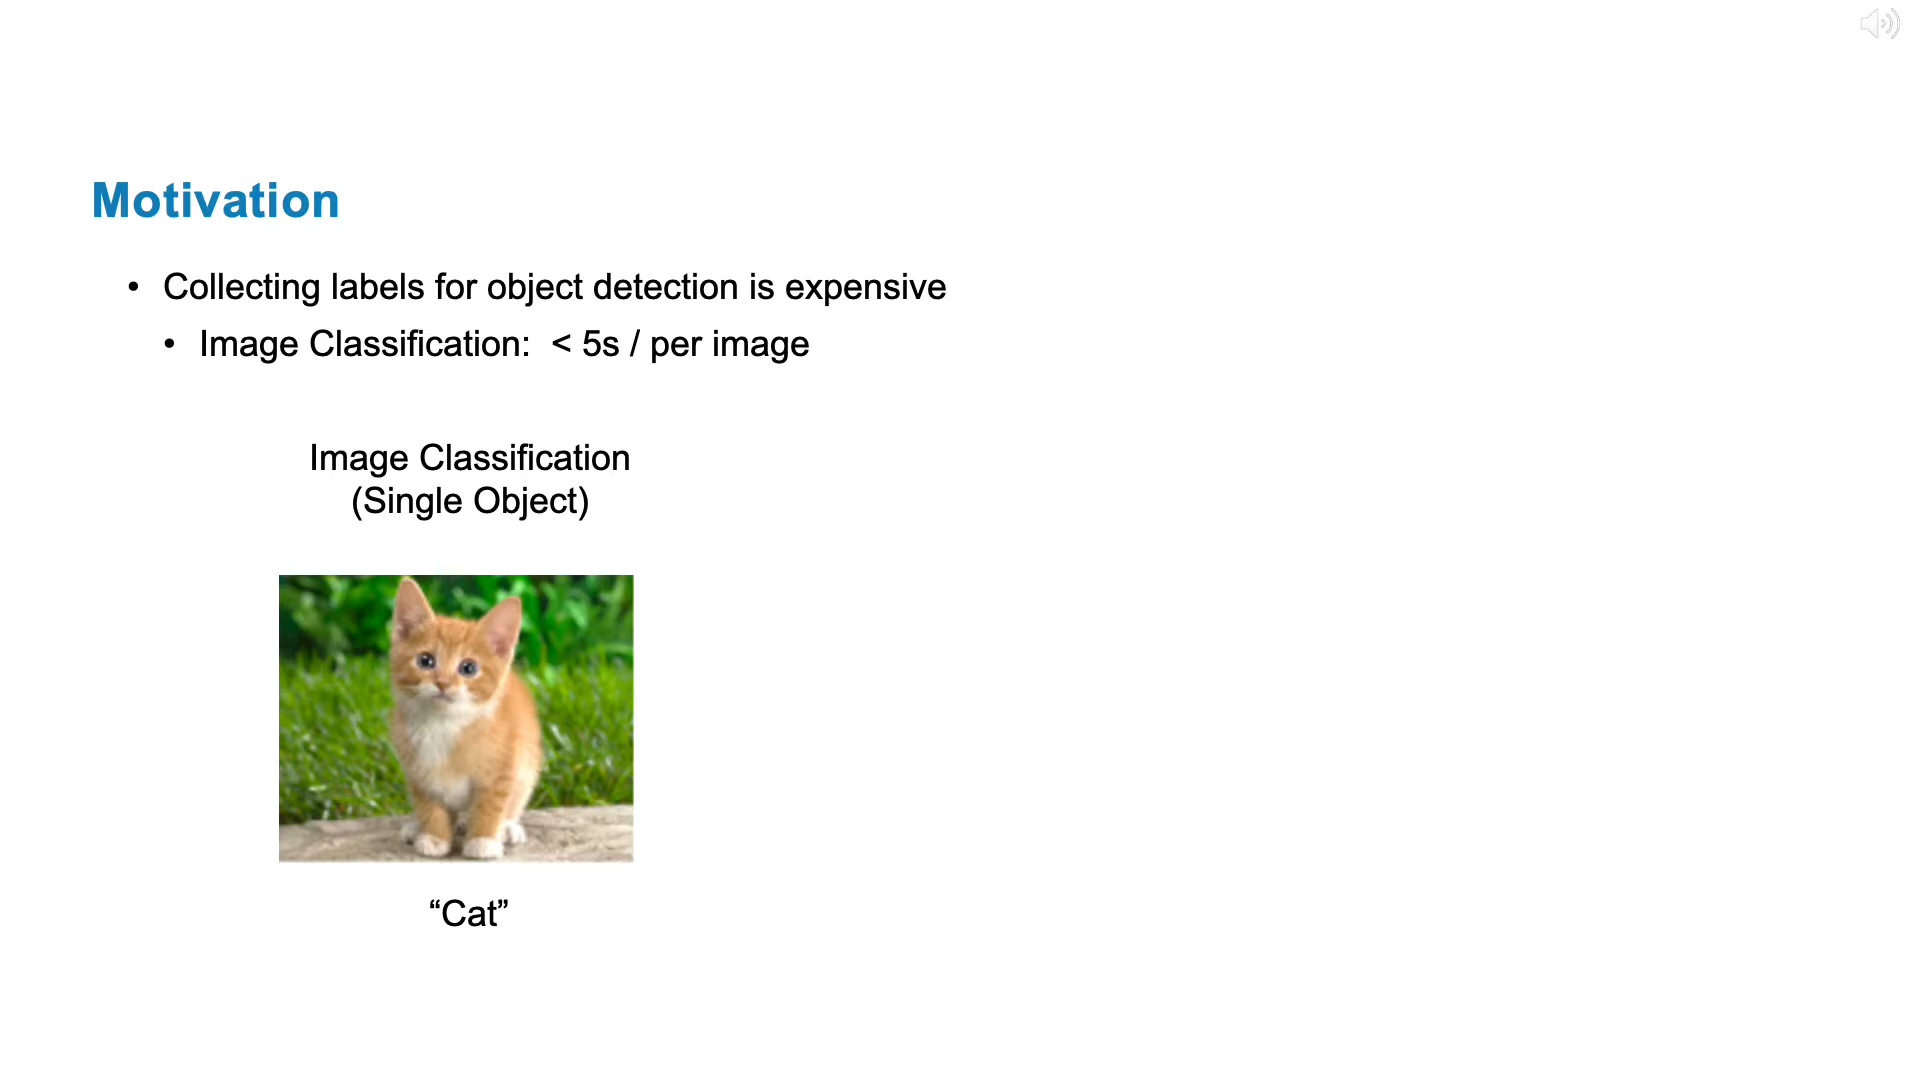 Motivation
• Collecting labels for object detection is expensive
• Image Classification:  < 5s / per image
Image Classification
(Single Object)
“Cat”